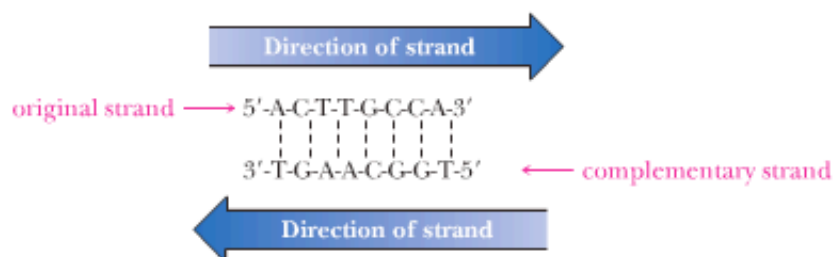 Direction of strand
original strand 5′-A-C-T-T-G-C-C-A-3′
3′-T-G-A-A-C-G-G-T-5′ complementary strand
Direction of strand